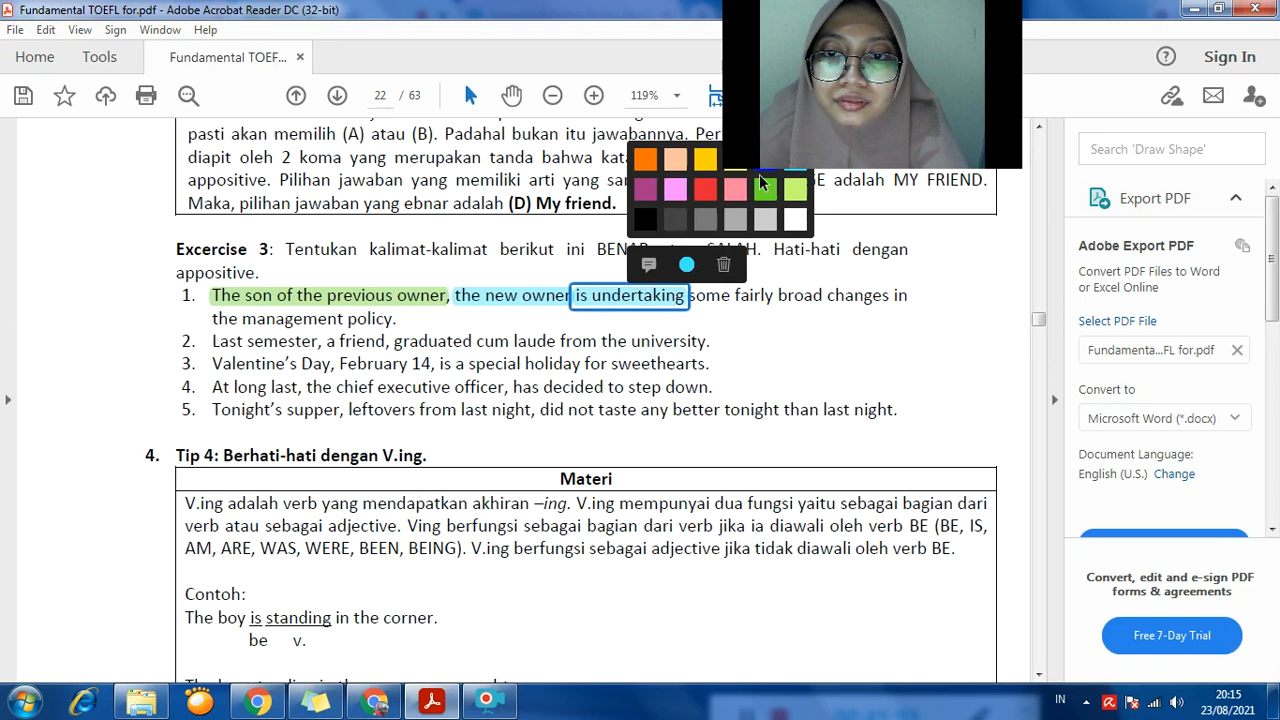 Fundamental TOEFL for.pdf - Adobe Acrobat Reader DC (32-bit)
File Edit View Sign Window Help
Home Tools Fundamental TOEF... × Sign In
22 / 63 119%
pasti akan memilih (A) atau (B). Padahal bukan itu jawabannya.
diapit oleh 2 koma yang merupakan tanda bahwa
appositive. Pilihan jawaban yang memiliki arti yang adalah MY FRIEND.
Maka, pilihan jawaban yang ebnar adalah (D) My friend.
Excercise 3: Tentukan kalimat-kalimat berikut ini Hati-hati dengan
appositive.
1. The son of the previous owner, the new owner is undertaking some fairly broad changes in
the management policy.
2. Last semester, a friend, graduated cum laude from the university.
3. Valentine’s Day, February 14, is a special holiday for sweethearts.
4. At long last, the chief executive officer, has decided to step down.
5. Tonight’s supper, leftovers from last night, did not taste any better tonight than last night.
4. Tip 4: Berhati-hati dengan V.ing.
Materi
V.ing adalah verb yang mendapatkan akhiran –ing. V.ing mempunyai dua fungsi yaitu sebagai bagian dari
verb atau sebagai adjective. Ving berfungsi sebagai bagian dari verb jika ia diawali oleh verb BE (BE, IS,
AM, ARE, WAS, WERE, BEEN, BEING). V.ing berfungsi sebagai adjective jika tidak diawali oleh verb BE.
Contoh:
The boy is standing in the corner.
be v.
Search 'Draw Shape'
Export PDF
Adobe Export PDF
Convert PDF Files to Word
or Excel Online
Select PDF File
Fundamenta...FL for.pdf ×
Convert to
Microsoft Word (*.docx)
Document Language:
English (U.S.) Change
Convert, edit and e-sign PDF
forms & agreements
Free 7-Day Trial
IN
20:15
23/08/2021